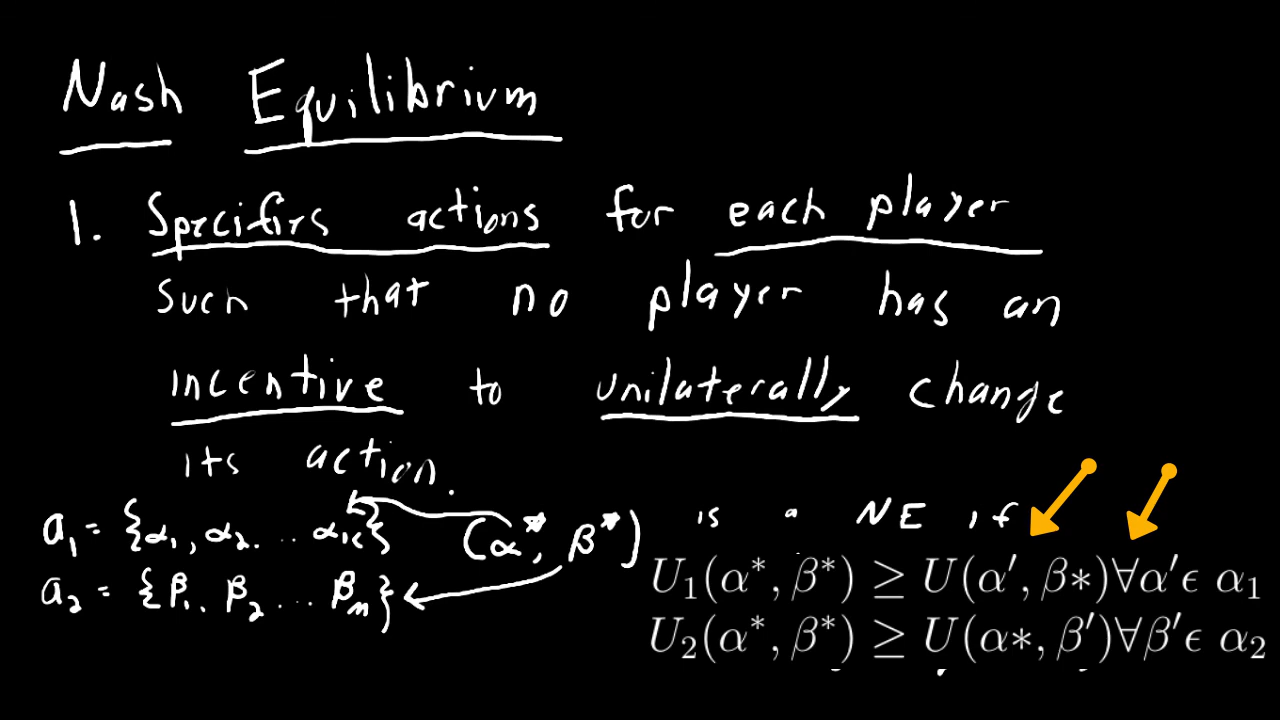 Nash Equilibrium
1. Specifies actions for each player
such that no player has an
incentive to unilaterally change
its action.
a₁ = {α₁, α₂. .. αₖ} (α*, β*) is a NE if
a₂ = {β₁.. β₂ ... βₘ}
U₁(α*, β*) ≥ U(α′, β*)∀α′ϵ α₁
U₂(α*, β*) ≥ U(α*, β′)∀β′ϵ α₂